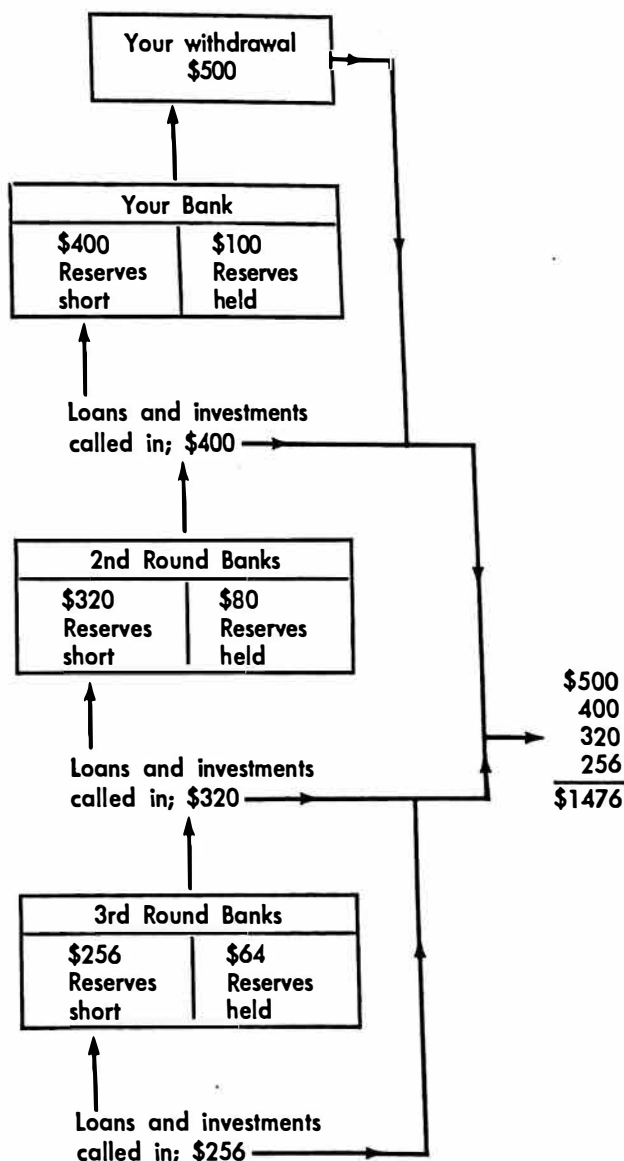 Your withdrawal
$500
Your Bank
$400
Reserves
short
$100
Reserves
held
Loans and investments
called in; $400
2nd Round Banks
$320
Reserves
short
$80
Reserves
held
Loans and investments
called in; $320
3rd Round Banks
$256
Reserves
short
$64
Reserves
held
Loans and investments
called in; $256
$500
400
320
256
$1476